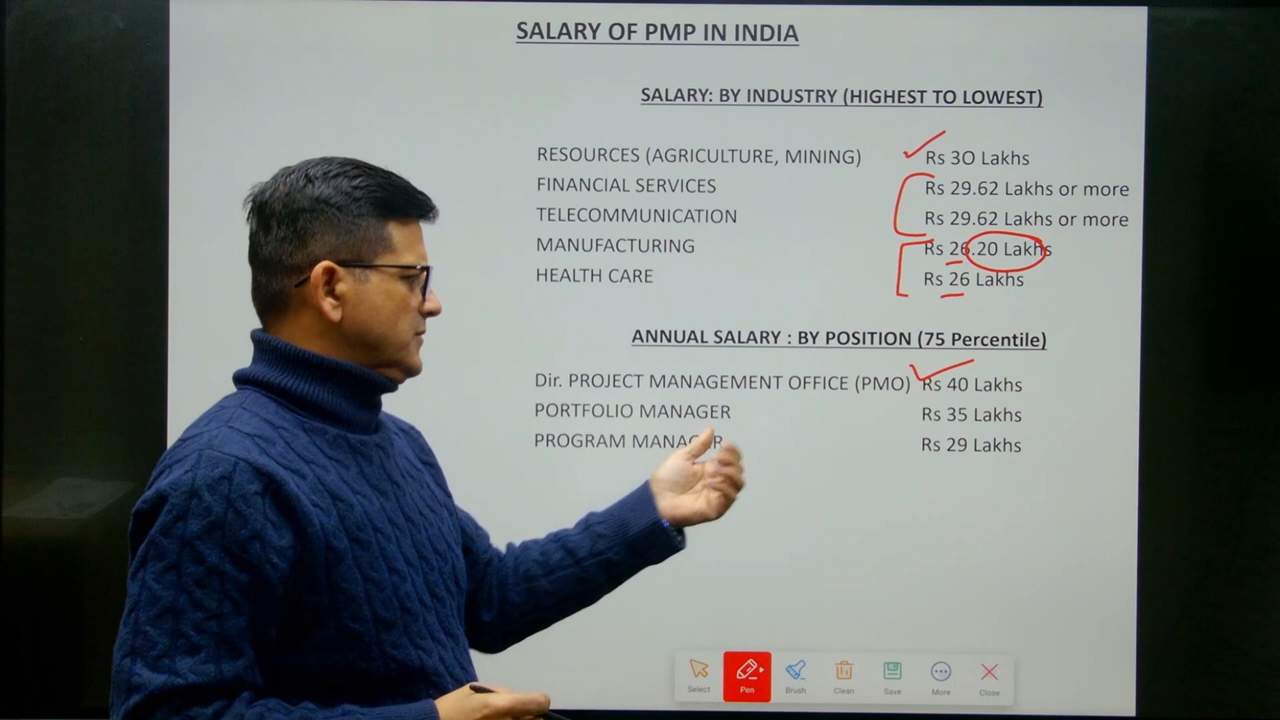 SALARY OF PMP IN INDIA
SALARY: BY INDUSTRY (HIGHEST TO LOWEST)
RESOURCES (AGRICULTURE, MINING) Rs 3O Lakhs
FINANCIAL SERVICES Rs 29.62 Lakhs or more
TELECOMMUNICATION Rs 29.62 Lakhs or more
MANUFACTURING Rs 26.20 Lakhs
HEALTH CARE Rs 26 Lakhs
ANNUAL SALARY : BY POSITION (75 Percentile)
Dir. PROJECT MANAGEMENT OFFICE (PMO) Rs 40 Lakhs
PORTFOLIO MANAGER Rs 35 Lakhs
PROGRAM MANAGER Rs 29 Lakhs
Select Pen Brush Clean Save More Close